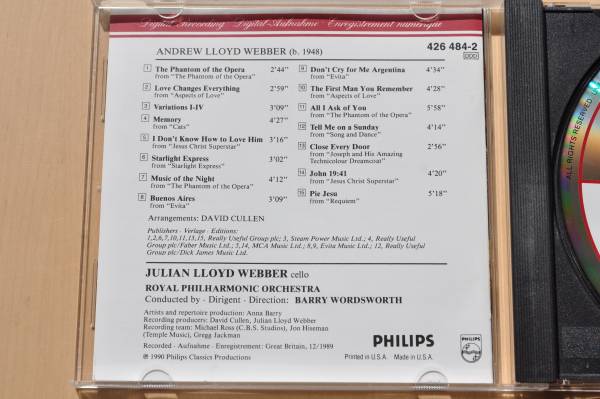 Digital Recording Digital-Aufnahme Enregistrement numérique
ANDREW LLOYD WEBBER (b. 1948)
426 484-2
DDD
1 The Phantom of the Opera 2'44"
from "The Phantom of the Opera"
2 Love Changes Everything 2'59"
from "Aspects of Love"
3 Variations I-IV 3'09"
4 Memory 4'27"
from "Cats"
5 I Don't Know How to Love Him 3'16"
from "Jesus Christ Superstar"
6 Starlight Express 3'02"
from "Starlight Express"
7 Music of the Night 4'12"
from "The Phantom of the Opera"
8 Buenos Aires 3'09"
from "Evita"
9 Don't Cry for Me Argentina 4'34"
from "Evita"
10 The First Man You Remember 4'28"
from "Aspects of Love"
11 All I Ask of You 5'58"
from "The Phantom of the Opera"
12 Tell Me on a Sunday 4'14"
from "Song and Dance"
13 Close Every Door 2'56"
from "Joseph and His Amazing
Technicolour Dreamcoat"
14 John 19:41 4'20"
from "Jesus Christ Superstar"
15 Pie Jesu 5'18"
from "Requiem"
Arrangements: DAVID CULLEN
Publishers · Verlage · Editions:
1,2,6,7,10,11,13,15, Really Useful Group plc; 3, Steam Power Music Ltd.; 4, Really Useful
Group plc/Faber Music Ltd.; 5,14, MCA Music Ltd.; 8,9, Evita Music Ltd.; 12, Really Useful
Group plc/Dick James Music Ltd.
JULIAN LLOYD WEBBER cello
ROYAL PHILHARMONIC ORCHESTRA
Conducted by · Dirigent · Direction: BARRY WORDSWORTH
Artists and repertoire production: Anna Barry
Recording producers: David Cullen, Julian Lloyd Webber
Recording team: Michael Ross (C.B.S. Studios), Jon Hiseman
(Temple Music), Gregg Jackman
Recorded · Aufnahme · Enregistrement: Great Britain, 12/1989
℗ 1990 Philips Classics Productions
PHILIPS
Printed in U.S.A. Made in U.S.A.
PHILIPS
ALL RIGHTS RESERVED